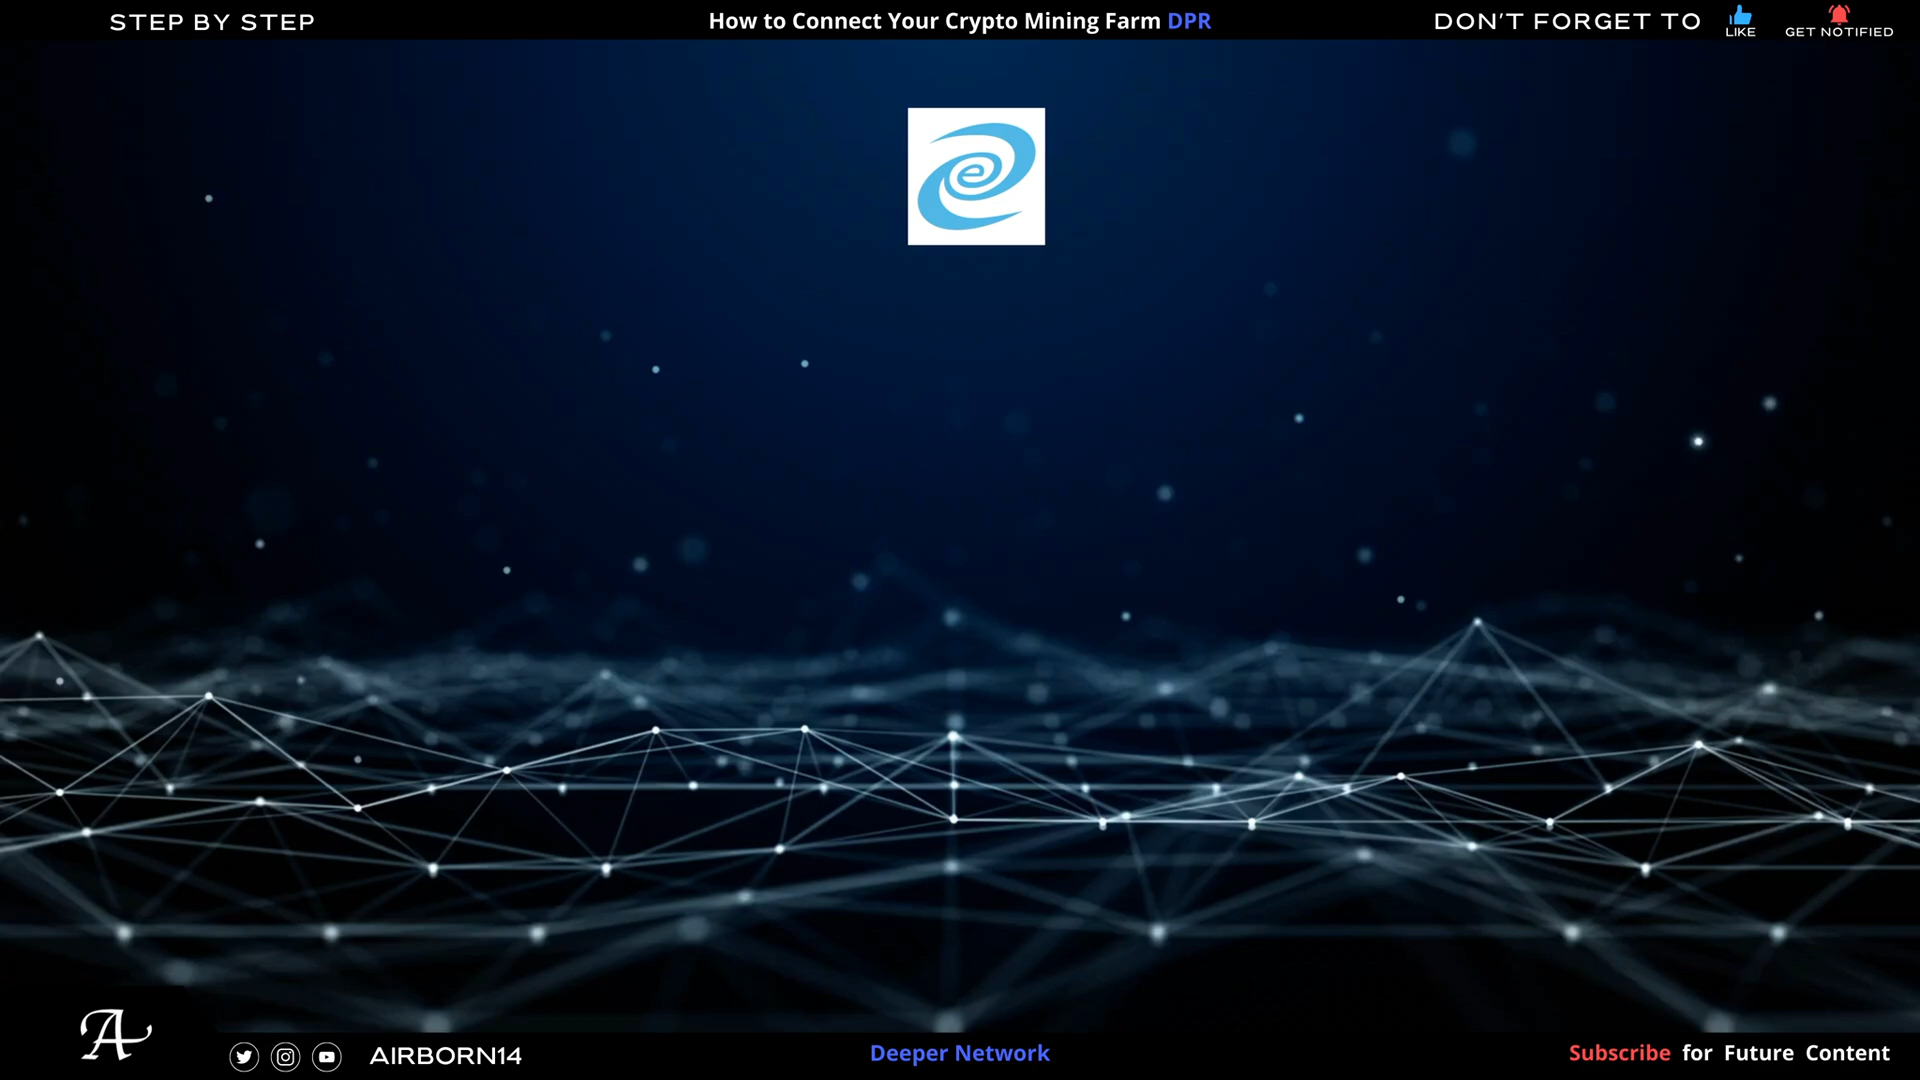 STEP BY STEP
How to Connect Your Crypto Mining Farm DPR
DON'T FORGET TO
LIKE
GET NOTIFIED
A
AIRBORN14
Deeper Network
Subscribe for Future Content